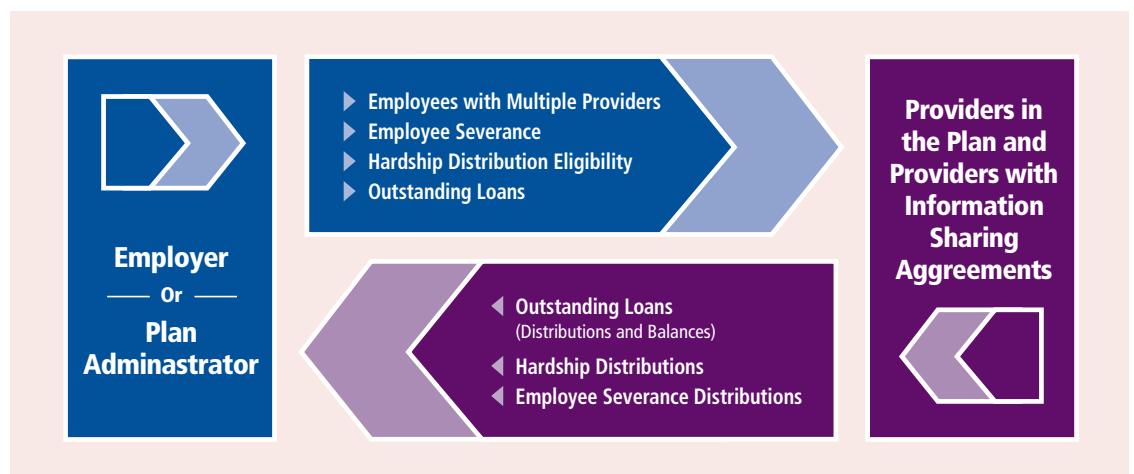 Employer
Or
Plan
Adminastrator
Employees with Multiple Providers
Employee Severance
Hardship Distribution Eligibility
Outstanding Loans
Outstanding Loans
(Distributions and Balances)
Hardship Distributions
Employee Severance Distributions
Providers in
the Plan and
Providers with
Information
Sharing
Aggreements